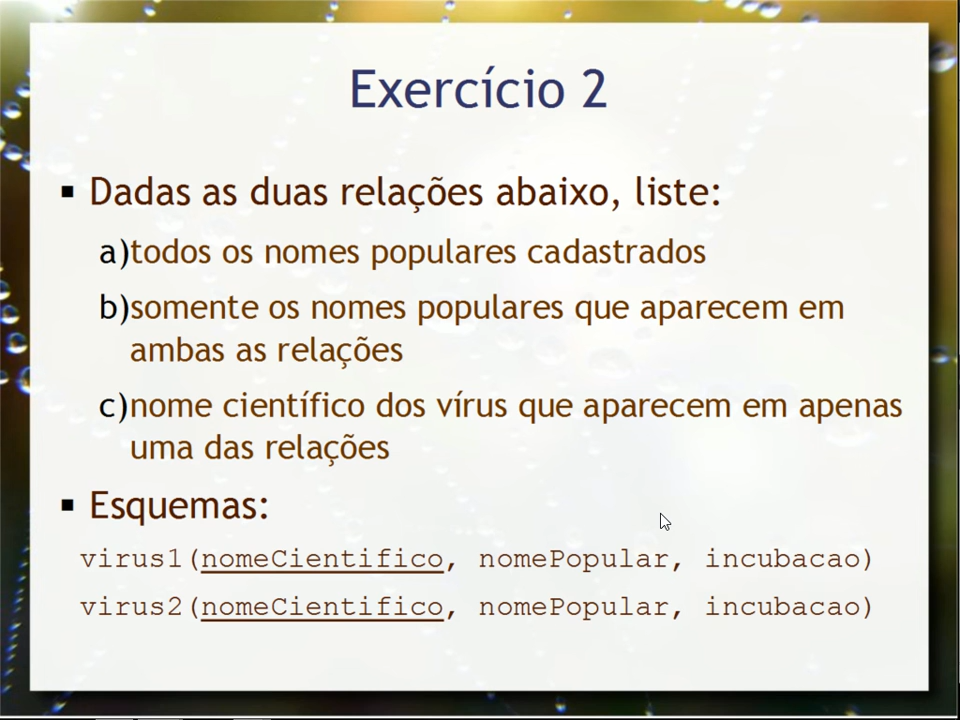 Exercício 2
▪ Dadas as duas relações abaixo, liste:
a)todos os nomes populares cadastrados
b)somente os nomes populares que aparecem em
ambas as relações
c)nome científico dos vírus que aparecem em apenas
uma das relações
▪ Esquemas:
virus1(nomeCientifico, nomePopular, incubacao)
virus2(nomeCientifico, nomePopular, incubacao)